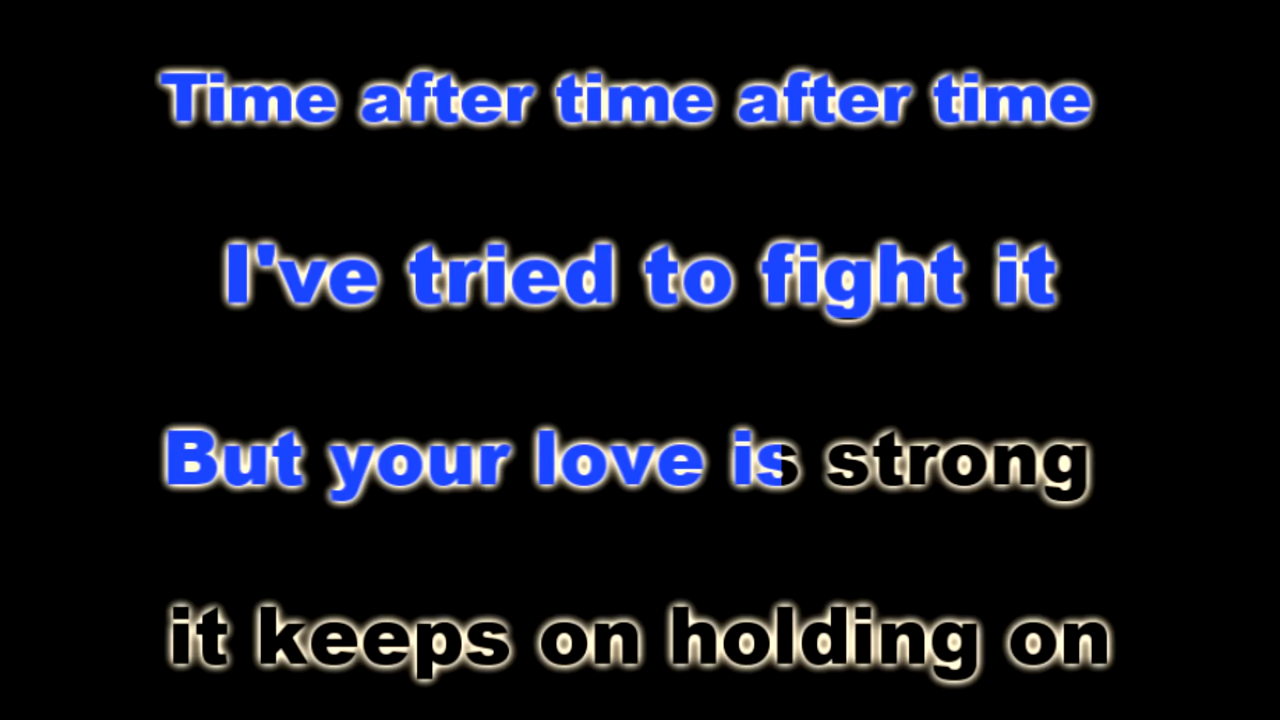 Time after time after time
I've tried to fight it
But your love is strong
it keeps on holding on